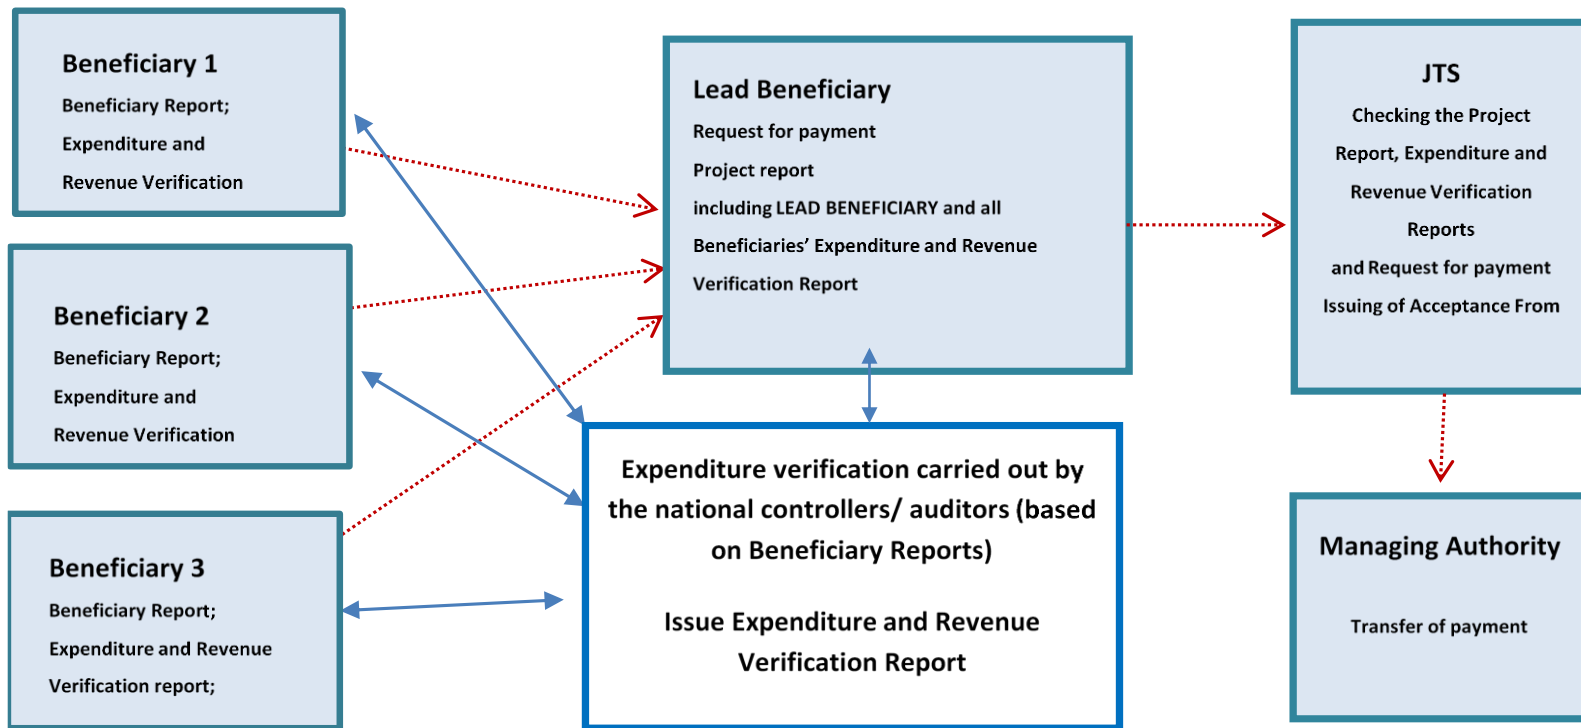 Beneficiary 1
Beneficiary Report;
Expenditure and
Revenue Verification
Beneficiary 2
Beneficiary Report;
Expenditure and
Revenue Verification
Beneficiary 3
Beneficiary Report;
Expenditure and Revenue
Verification report;
Lead Beneficiary
Request for payment
Project report
including LEAD BENEFICIARY and all
Beneficiaries’ Expenditure and Revenue
Verification Report
Expenditure verification carried out by
the national controllers/ auditors (based
on Beneficiary Reports)
Issue Expenditure and Revenue
Verification Report
JTS
Checking the Project
Report, Expenditure and
Revenue Verification
Reports
and Request for payment
Issuing of Acceptance From
Managing Authority
Transfer of payment